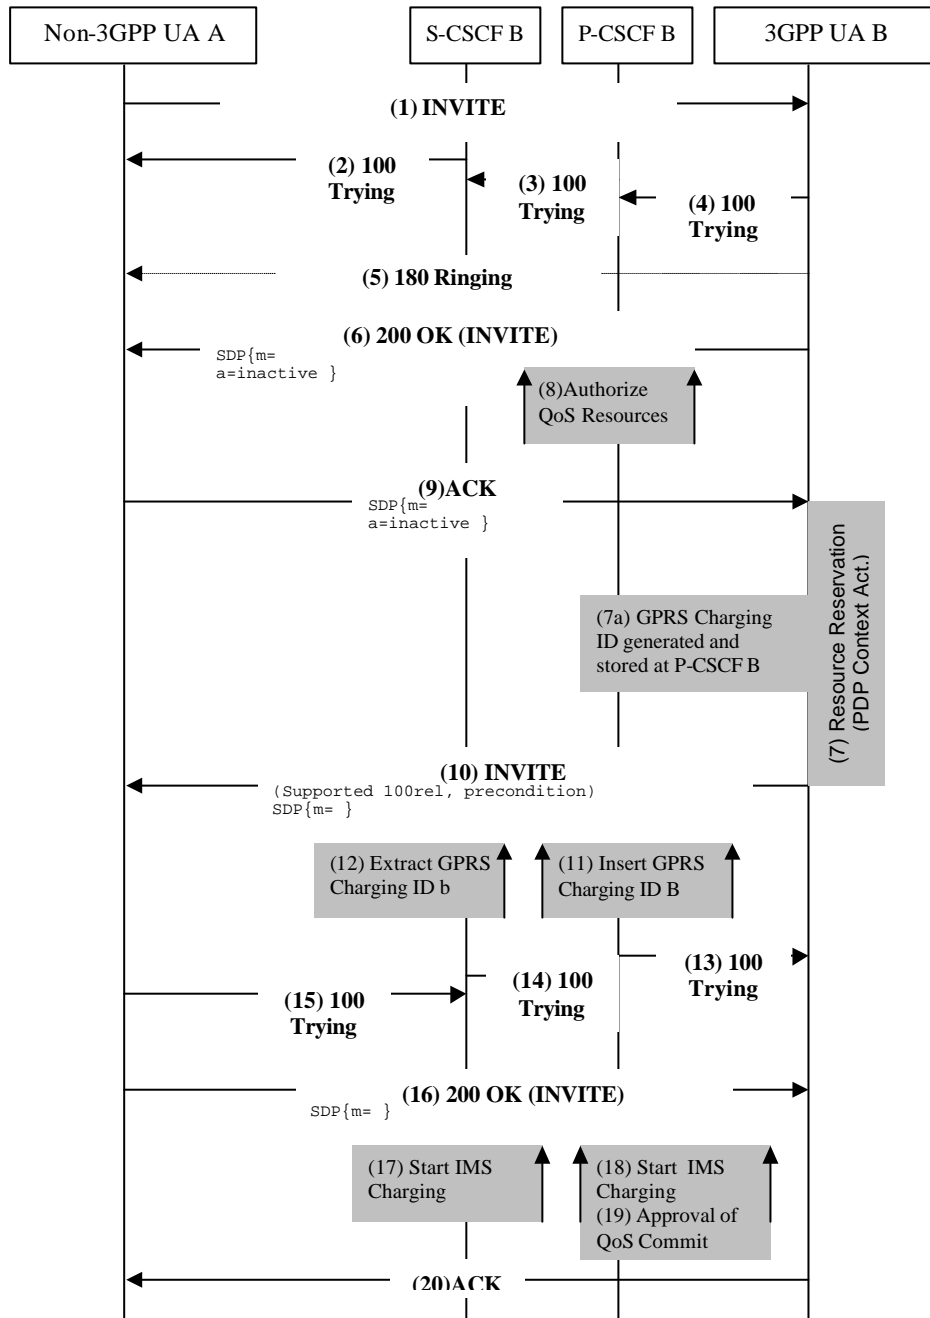 Non-3GPP UA A
S-CSCF B
P-CSCF B
3GPP UA B
(1) INVITE
(2) 100
Trying
(3) 100
Trying
(4) 100
Trying
(5) 180 Ringing
(6) 200 OK (INVITE)
SDP{m=
a=inactive }
(8)Authorize
QoS Resources
(9)ACK
SDP{m=
a=inactive }
(7) Resource Reservation
(PDP Context Act.)
(7a) GPRS Charging
ID generated and
stored at P-CSCF B
(10) INVITE
(Supported 100rel, precondition)
SDP{m= }
(12) Extract GPRS
Charging ID b
(11) Insert GPRS
Charging ID B
(13) 100
Trying
(14) 100
Trying
(15) 100
Trying
(16) 200 OK (INVITE)
SDP{m= }
(17) Start IMS
Charging
(18) Start IMS
Charging
(19) Approval of
QoS Commit
(20)ACK